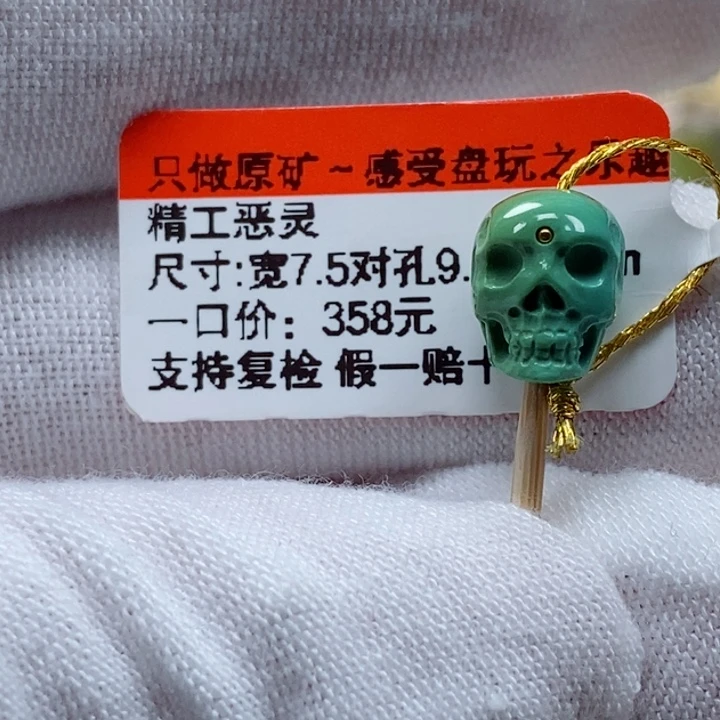 只做原矿~感受盘玩之乐趣
精工恶灵
尺寸:宽7.5对孔9.
一口价：358元
支持复检 假一赔十